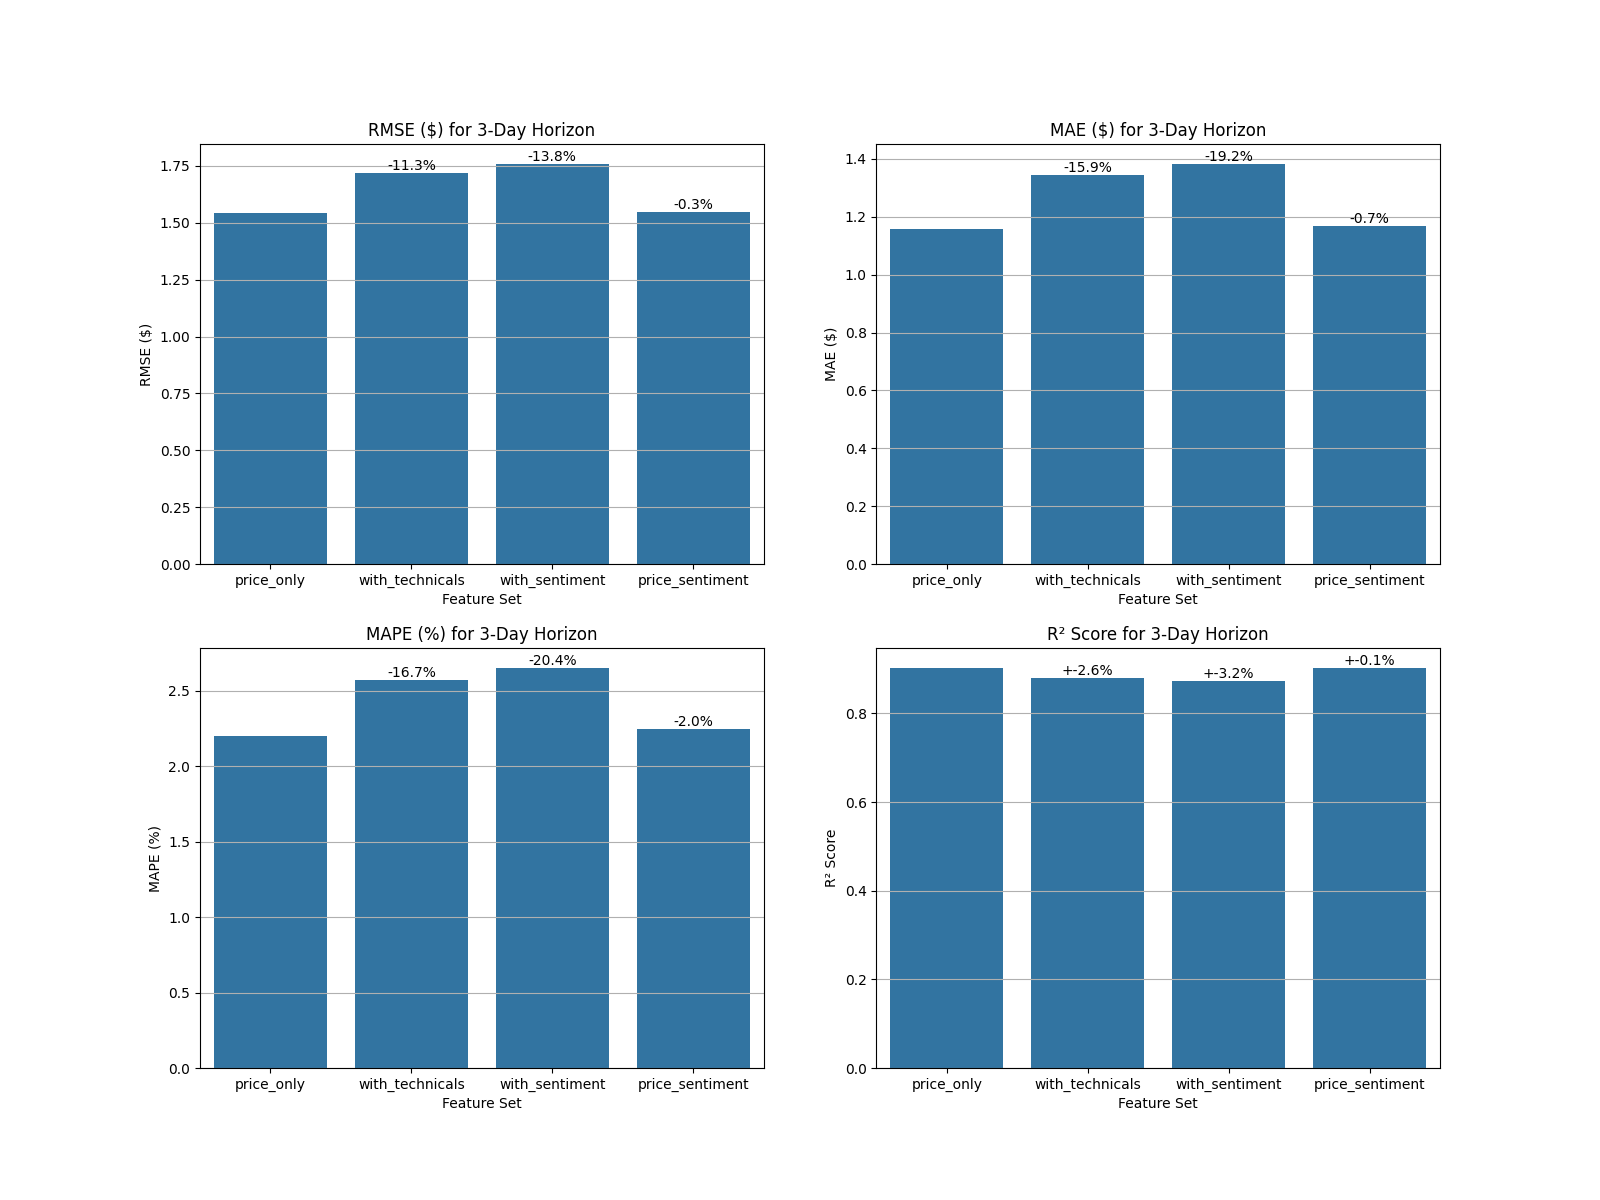 RMSE ($) for 3-Day Horizon
RMSE ($)
1.75
1.50
1.25
1.00
0.75
0.50
0.25
0.00
-11.3%
-13.8%
-0.3%
price_only
with_technicals
with_sentiment
price_sentiment
Feature Set
MAE ($) for 3-Day Horizon
MAE ($)
1.4
1.2
1.0
0.8
0.6
0.4
0.2
0.0
-15.9%
-19.2%
-0.7%
price_only
with_technicals
with_sentiment
price_sentiment
Feature Set
MAPE (%) for 3-Day Horizon
MAPE (%)
2.5
2.0
1.5
1.0
0.5
0.0
-16.7%
-20.4%
-2.0%
price_only
with_technicals
with_sentiment
price_sentiment
Feature Set
R² Score for 3-Day Horizon
R² Score
0.8
0.6
0.4
0.2
0.0
+-2.6%
+-3.2%
+-0.1%
price_only
with_technicals
with_sentiment
price_sentiment
Feature Set